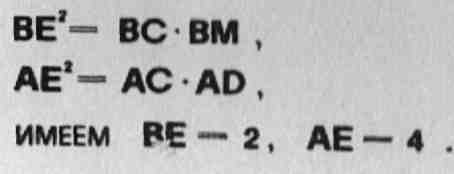 BE²= BC·BM,
AE²= AC·AD,
ИМЕЕМ BE = 2, AE = 4.